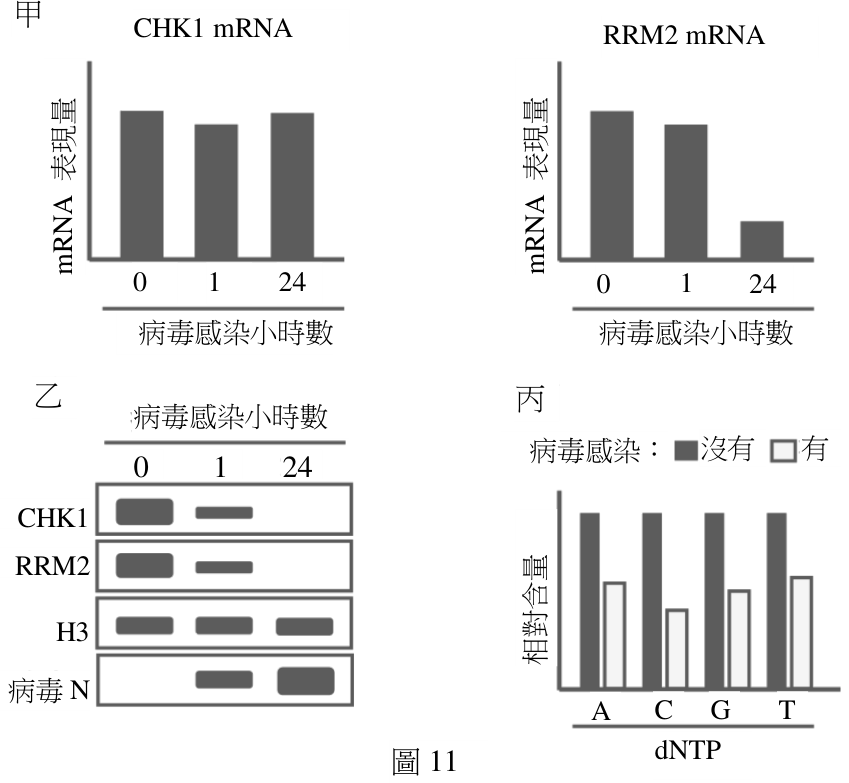 甲
CHK1 mRNA
mRNA 表現量
0 1 24
病毒感染小時數
RRM2 mRNA
mRNA 表現量
0 1 24
病毒感染小時數
乙
病毒感染小時數
0 1 24
CHK1
RRM2
H3
病毒 N
丙
病毒感染：沒有 有
相對含量
A C G T
dNTP
圖 11